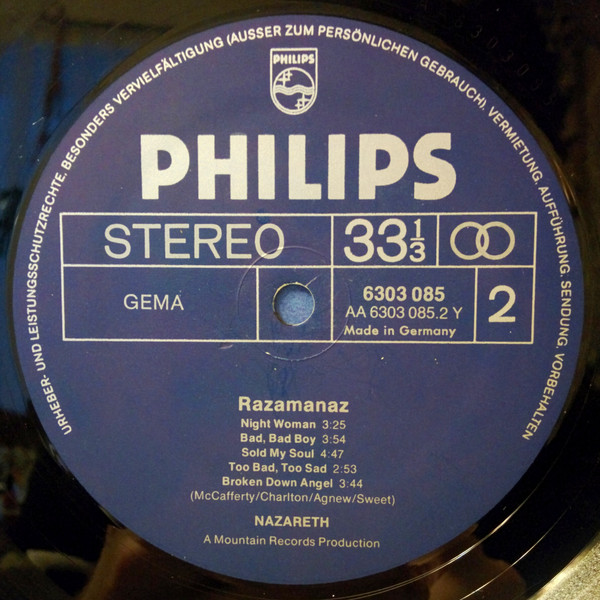 URHEBER- UND LEISTUNGSSCHUTZRECHTE. BESONDERS VERVIELFÄLTIGUNG (AUSSER ZUM PERSÖNLICHEN GEBRAUCH), VERMIETUNG, AUFFÜHRUNG, SENDUNG, VORBEHALTEN
PHILIPS
PHILIPS
STEREO 33 1/3
GEMA
6303 085
AA 6303 085.2 Y
Made in Germany
2
Razamanaz
Night Woman 3:25
Bad, Bad Boy 3:54
Sold My Soul 4:47
Too Bad, Too Sad 2:53
Broken Down Angel 3:44
(McCafferty/Charlton/Agnew/Sweet)
NAZARETH
A Mountain Records Production